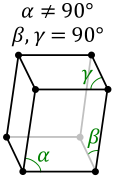 α ≠ 90°
β, γ = 90°
γ
β
α